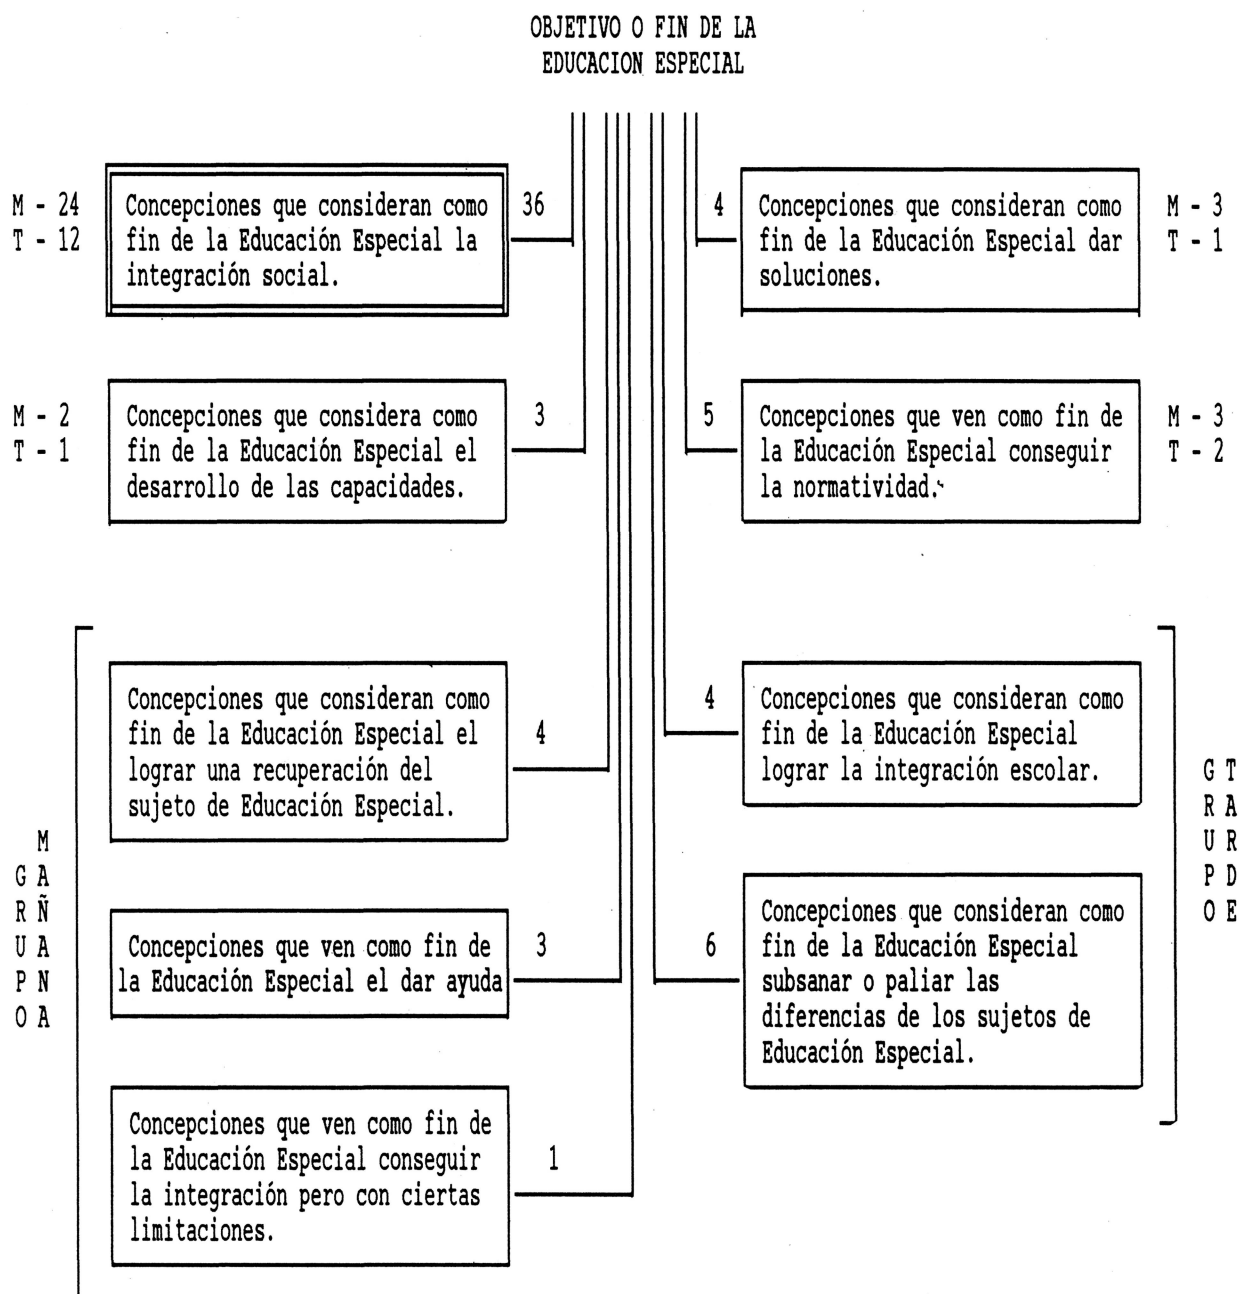 OBJETIVO O FIN DE LA
EDUCACION ESPECIAL
M - 24
T - 12
Concepciones que consideran como
fin de la Educación Especial la
integración social.
36
4
Concepciones que consideran como
fin de la Educación Especial dar
soluciones.
M - 3
T - 1
M - 2
T - 1
Concepciones que considera como
fin de la Educación Especial el
desarrollo de las capacidades.
3
5
Concepciones que ven como fin de
la Educación Especial conseguir
la normatividad.
M - 3
T - 2
GRUPO
MAÑANA
Concepciones que consideran como
fin de la Educación Especial el
lograr una recuperación del
sujeto de Educación Especial.
4
Concepciones que ven como fin de
la Educación Especial el dar ayuda
3
Concepciones que ven como fin de
la Educación Especial conseguir
la integración pero con ciertas
limitaciones.
1
4
Concepciones que consideran como
fin de la Educación Especial
lograr la integración escolar.
6
Concepciones que consideran como
fin de la Educación Especial
subsanar o paliar las
diferencias de los sujetos de
Educación Especial.
GRUPO
TARDE